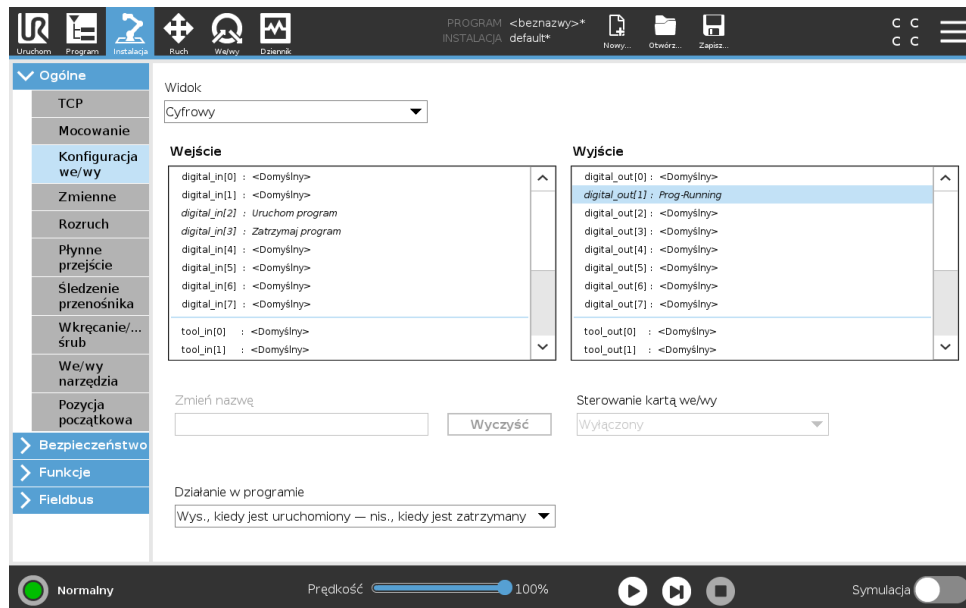 PROGRAM <beznazwy>*
INSTALACJA default*
Uruchom Program Instalacja Ruch We/wy Dziennik Nowy... Otwórz... Zapisz...
C C
C C
Ogólne
TCP
Mocowanie
Konfiguracja
we/wy
Zmienne
Rozruch
Płynne
przejście
Śledzenie
przenośnika
Wkręcanie/...
śrub
We/wy
narzędzia
Pozycja
początkowa
Bezpieczeństwo
Funkcje
Fieldbus
Widok
Cyfrowy
Wejście
digital_in[0] : <Domyślny>
digital_in[1] : <Domyślny>
digital_in[2] : Uruchom program
digital_in[3] : Zatrzymaj program
digital_in[4] : <Domyślny>
digital_in[5] : <Domyślny>
digital_in[6] : <Domyślny>
digital_in[7] : <Domyślny>
tool_in[0] : <Domyślny>
tool_in[1] : <Domyślny>
Wyjście
digital_out[0] : <Domyślny>
digital_out[1] : Prog-Running
digital_out[2] : <Domyślny>
digital_out[3] : <Domyślny>
digital_out[4] : <Domyślny>
digital_out[5] : <Domyślny>
digital_out[6] : <Domyślny>
digital_out[7] : <Domyślny>
tool_out[0] : <Domyślny>
tool_out[1] : <Domyślny>
Zmień nazwę
Wyczyść
Sterowanie kartą we/wy
Wyłączony
Działanie w programie
Wys., kiedy jest uruchomiony — nis., kiedy jest zatrzymany
Normalny Prędkość 100% Symulacja